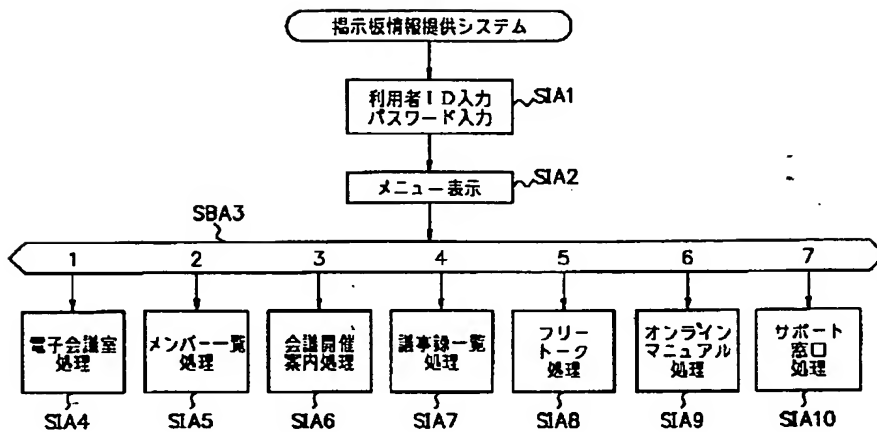 掲示板情報提供システム
利用者ID入力
パスワード入力
SIA1
メニュー表示
SIA2
SBA3
1 2 3 4 5 6 7
電子会議室
処理
メンバー一覧
処理
会議開催
案内処理
議事録一覧
処理
フリー
トーク
処理
オンライン
マニュアル
処理
サポート
窓口
処理
SIA4 SIA5 SIA6 SIA7 SIA8 SIA9 SIA10